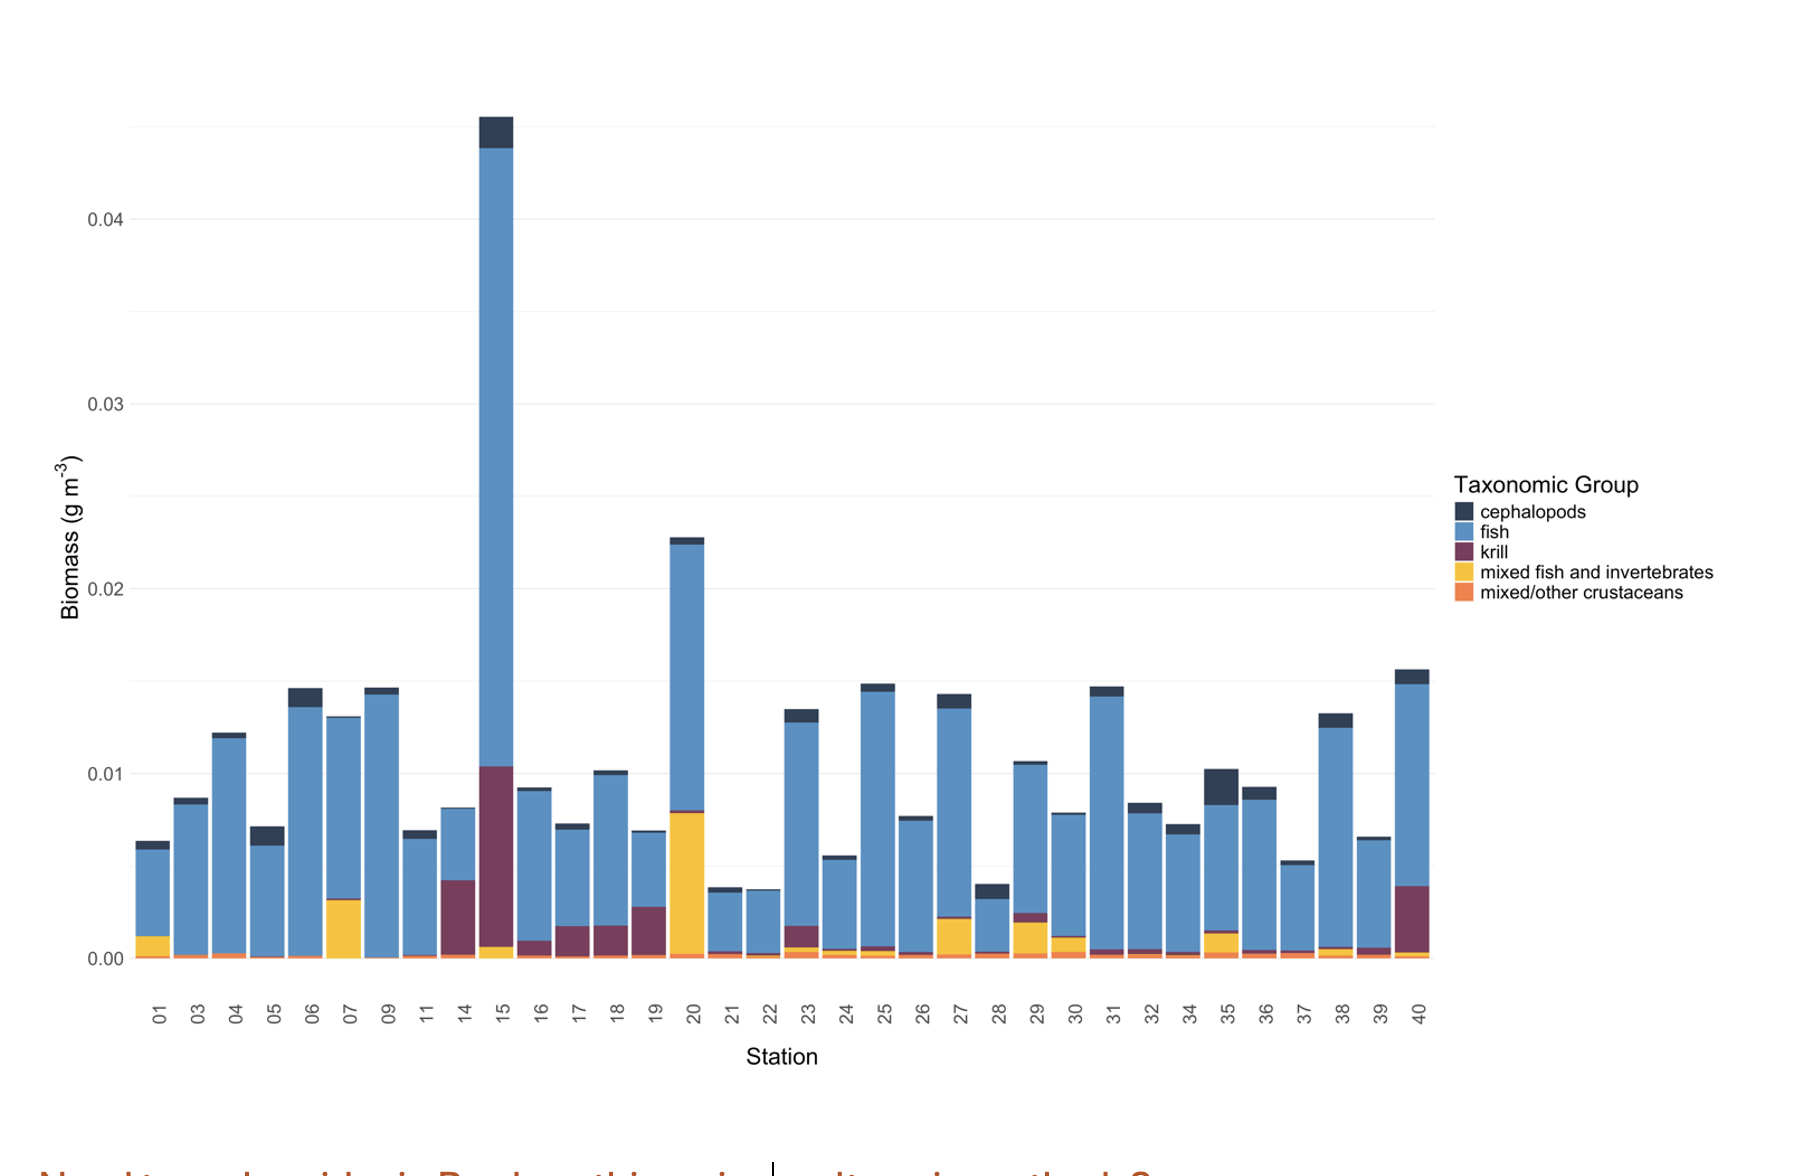 0.04
0.03
0.02
0.01
0.00
Biomass (g m-3)
01 03 04 05 06 07 09 11 14 15 16 17 18 19 20 21 22 23 24 25 26 27 28 29 30 31 32 34 35 36 37 38 39 40
Station
Taxonomic Group
cephalopods
fish
krill
mixed fish and invertebrates
mixed/other crustaceans